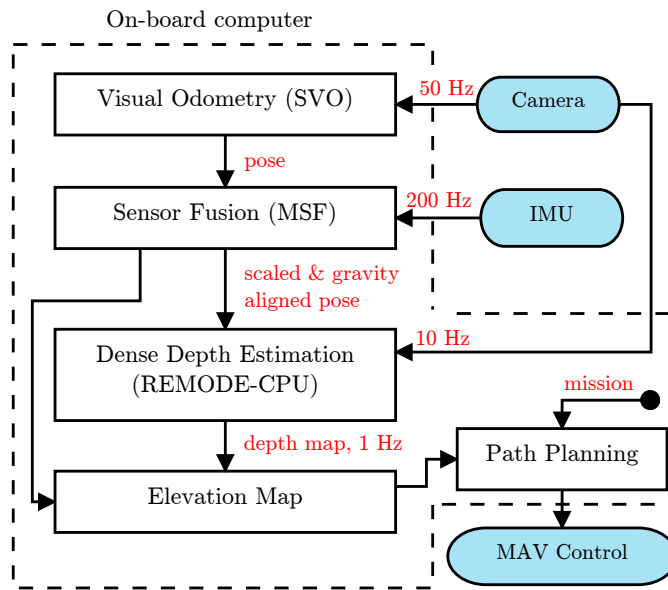 On-board computer
Visual Odometry (SVO)
50 Hz
Camera
pose
Sensor Fusion (MSF)
200 Hz
IMU
scaled & gravity
aligned pose
Dense Depth Estimation
(REMODE-CPU)
10 Hz
mission
depth map, 1 Hz
Path Planning
Elevation Map
MAV Control